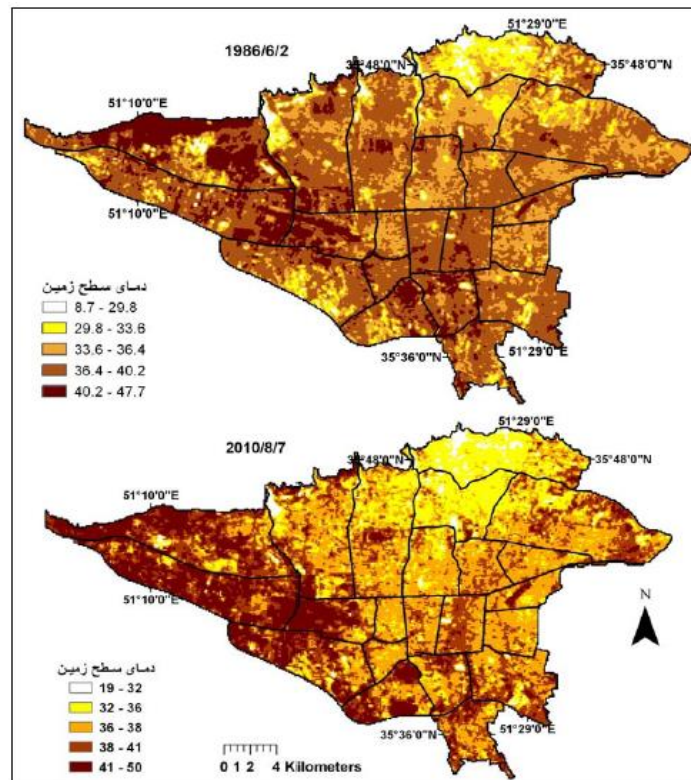 51°29'0"E
1986/6/2
35°48'0"N
35°48'0"N
51°10'0"E
51°10'0"E
دمای سطح زمین
8.7 - 29.8
29.8 - 33.6
33.6 - 36.4
36.4 - 40.2
40.2 - 47.7
35°36'0"N
51°29'0"E
51°29'0"E
2010/8/7
35°48'0"N
35°48'0"N
51°10'0"E
51°10'0"E
N
دمای سطح زمین
19 - 32
32 - 36
36 - 38
38 - 41
41 - 50
35°36'0"N
51°29'0"E
0 1 2 4 Kilometers